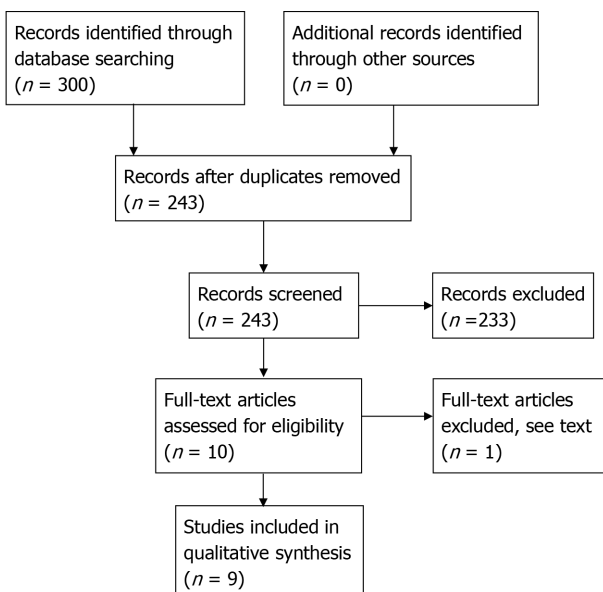 Records identified through
database searching
(n = 300)
Additional records identified
through other sources
(n = 0)
Records after duplicates removed
(n = 243)
Records screened
(n = 243)
Records excluded
(n =233)
Full-text articles
assessed for eligibility
(n = 10)
Full-text articles
excluded, see text
(n = 1)
Studies included in
qualitative synthesis
(n = 9)